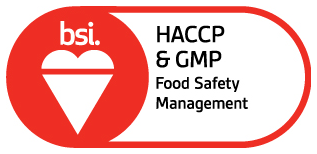 bsi.
HACCP
& GMP
Food Safety
Management